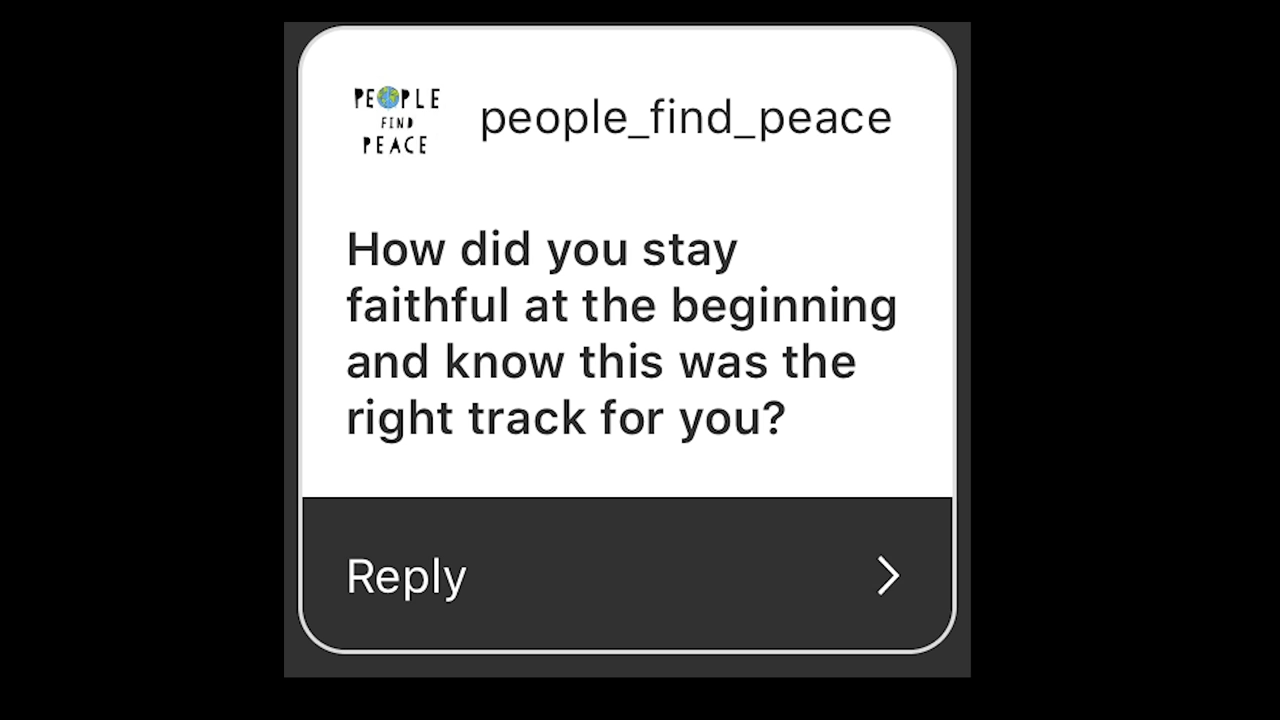 PEOPLE
FIND
PEACE
people_find_peace
How did you stay
faithful at the beginning
and know this was the
right track for you?
Reply